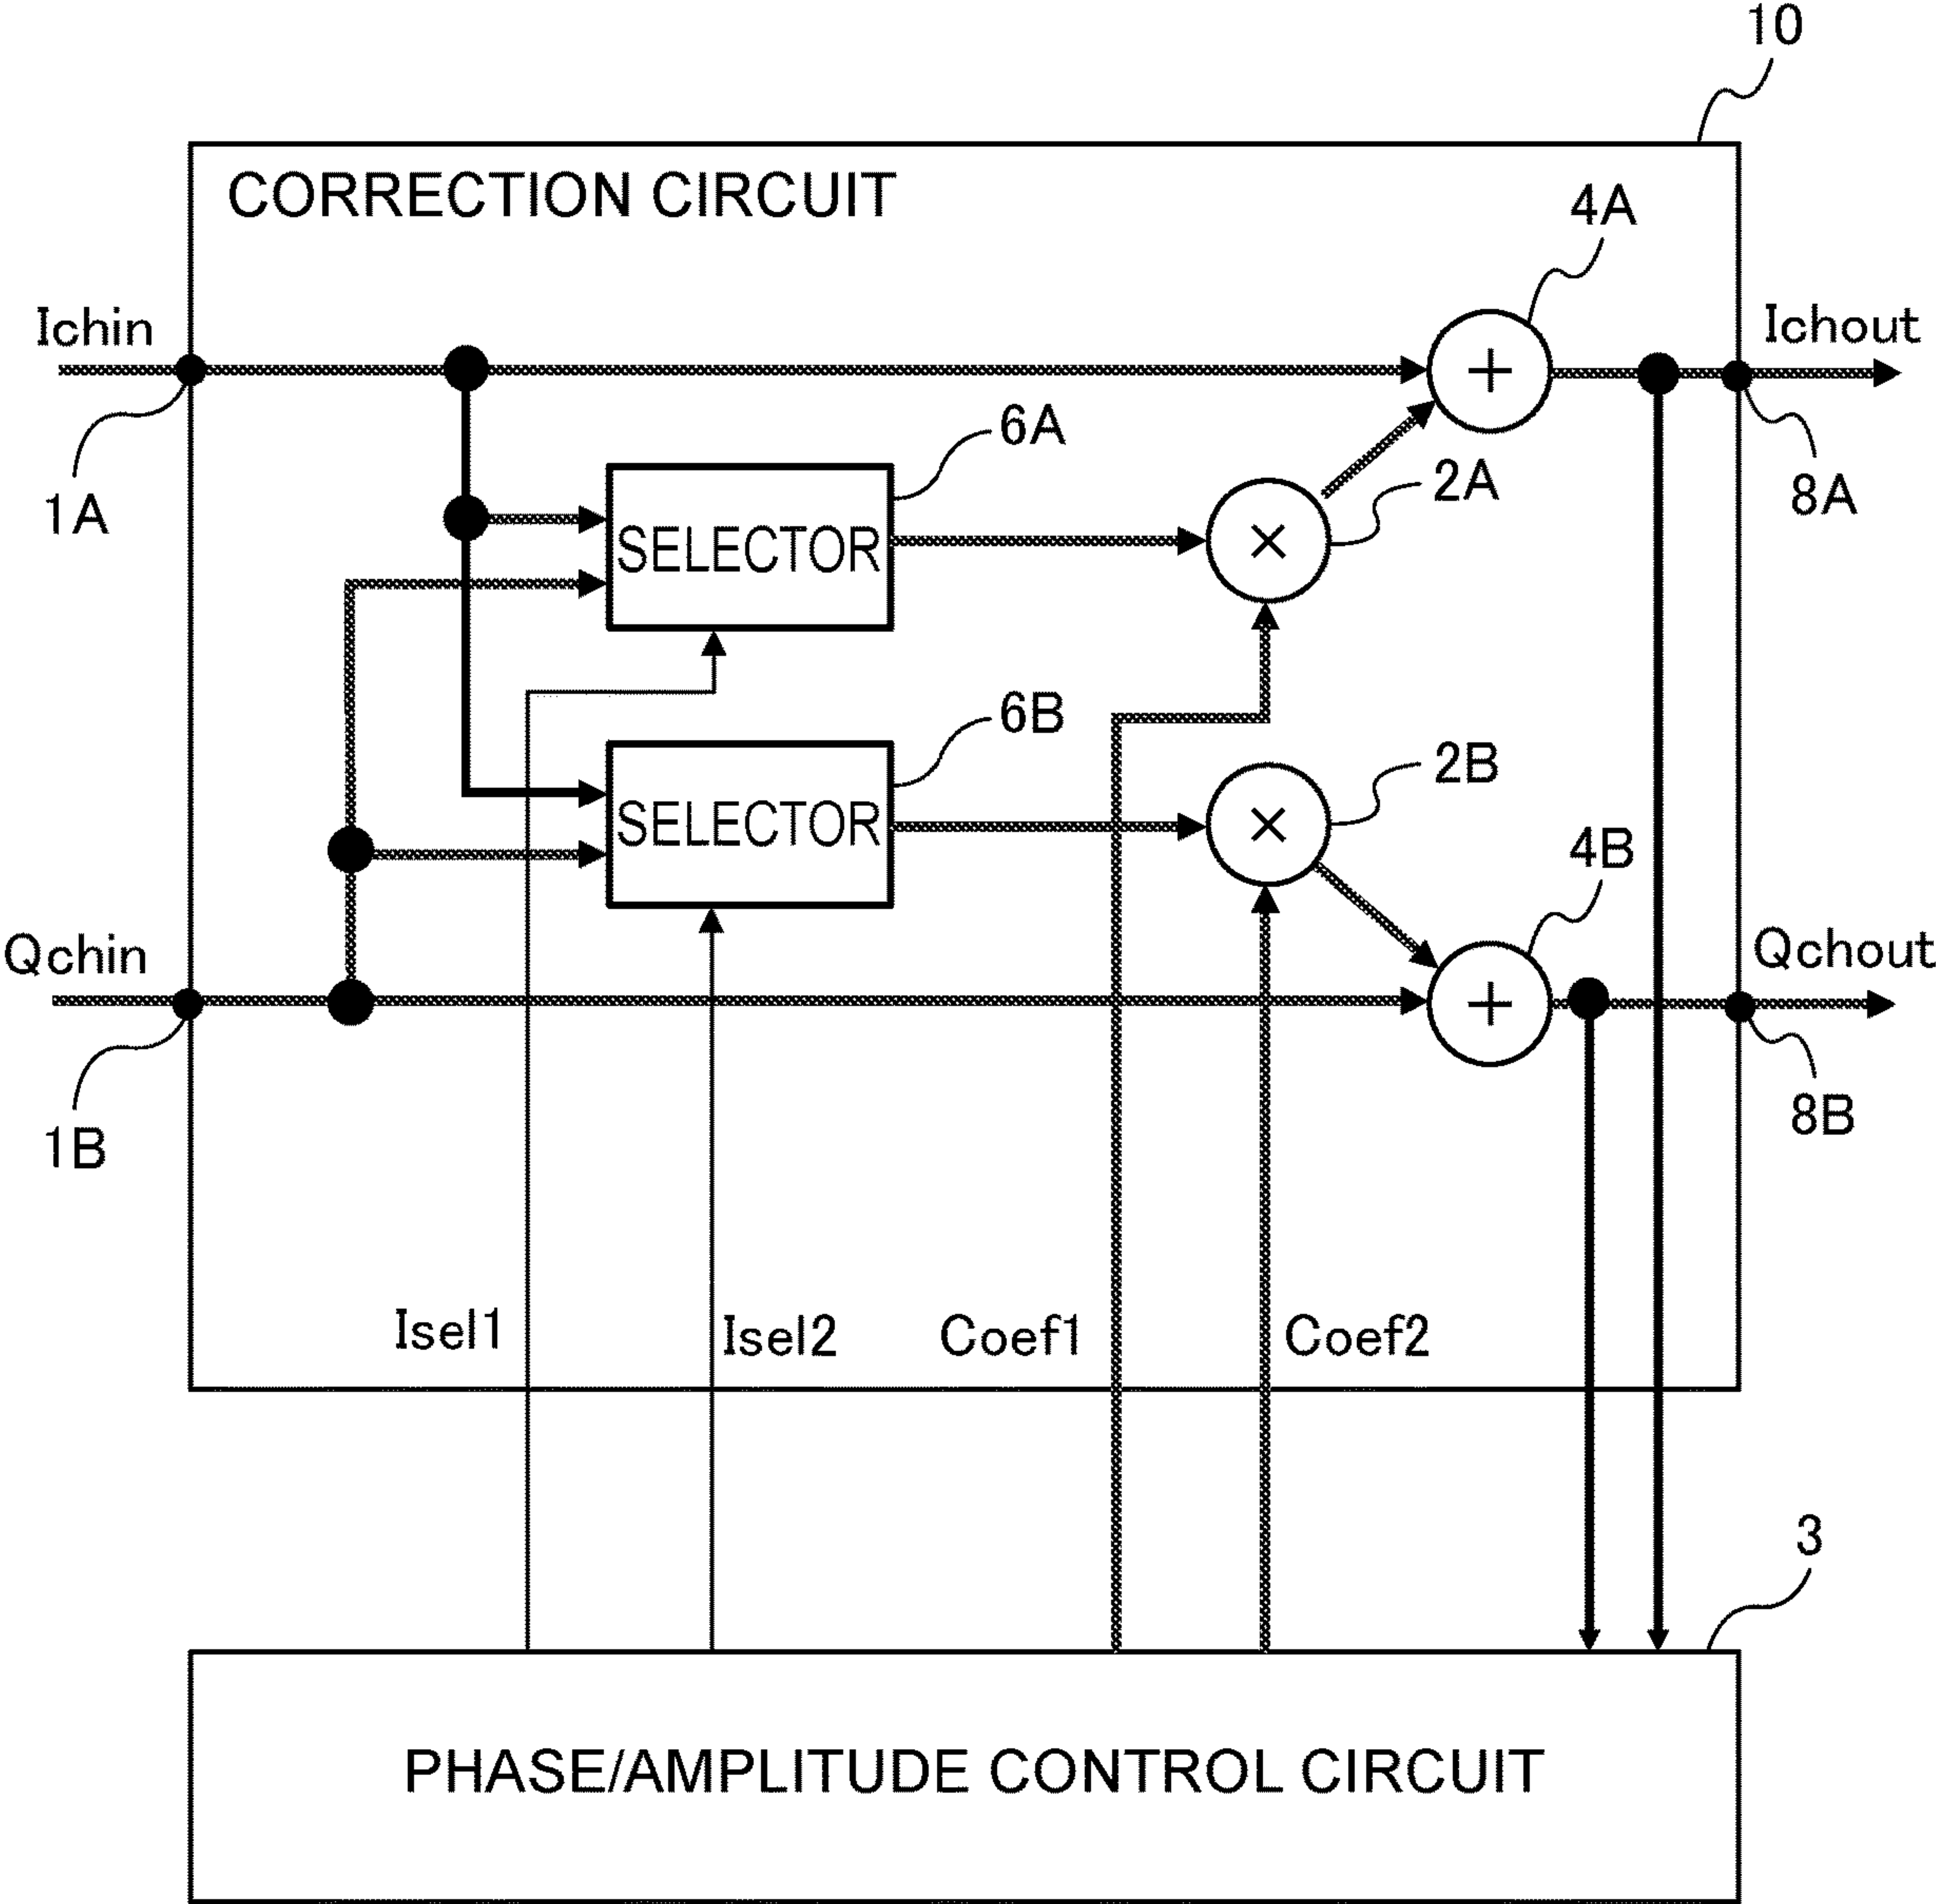 10
CORRECTION CIRCUIT
4A
Ichin
Ichout
6A
2A
1A
8A
SELECTOR
×
+
6B
2B
SELECTOR
×
4B
Qchin
Qchout
+
1B
8B
Isel1
Isel2
Coef1
Coef2
3
PHASE/AMPLITUDE CONTROL CIRCUIT